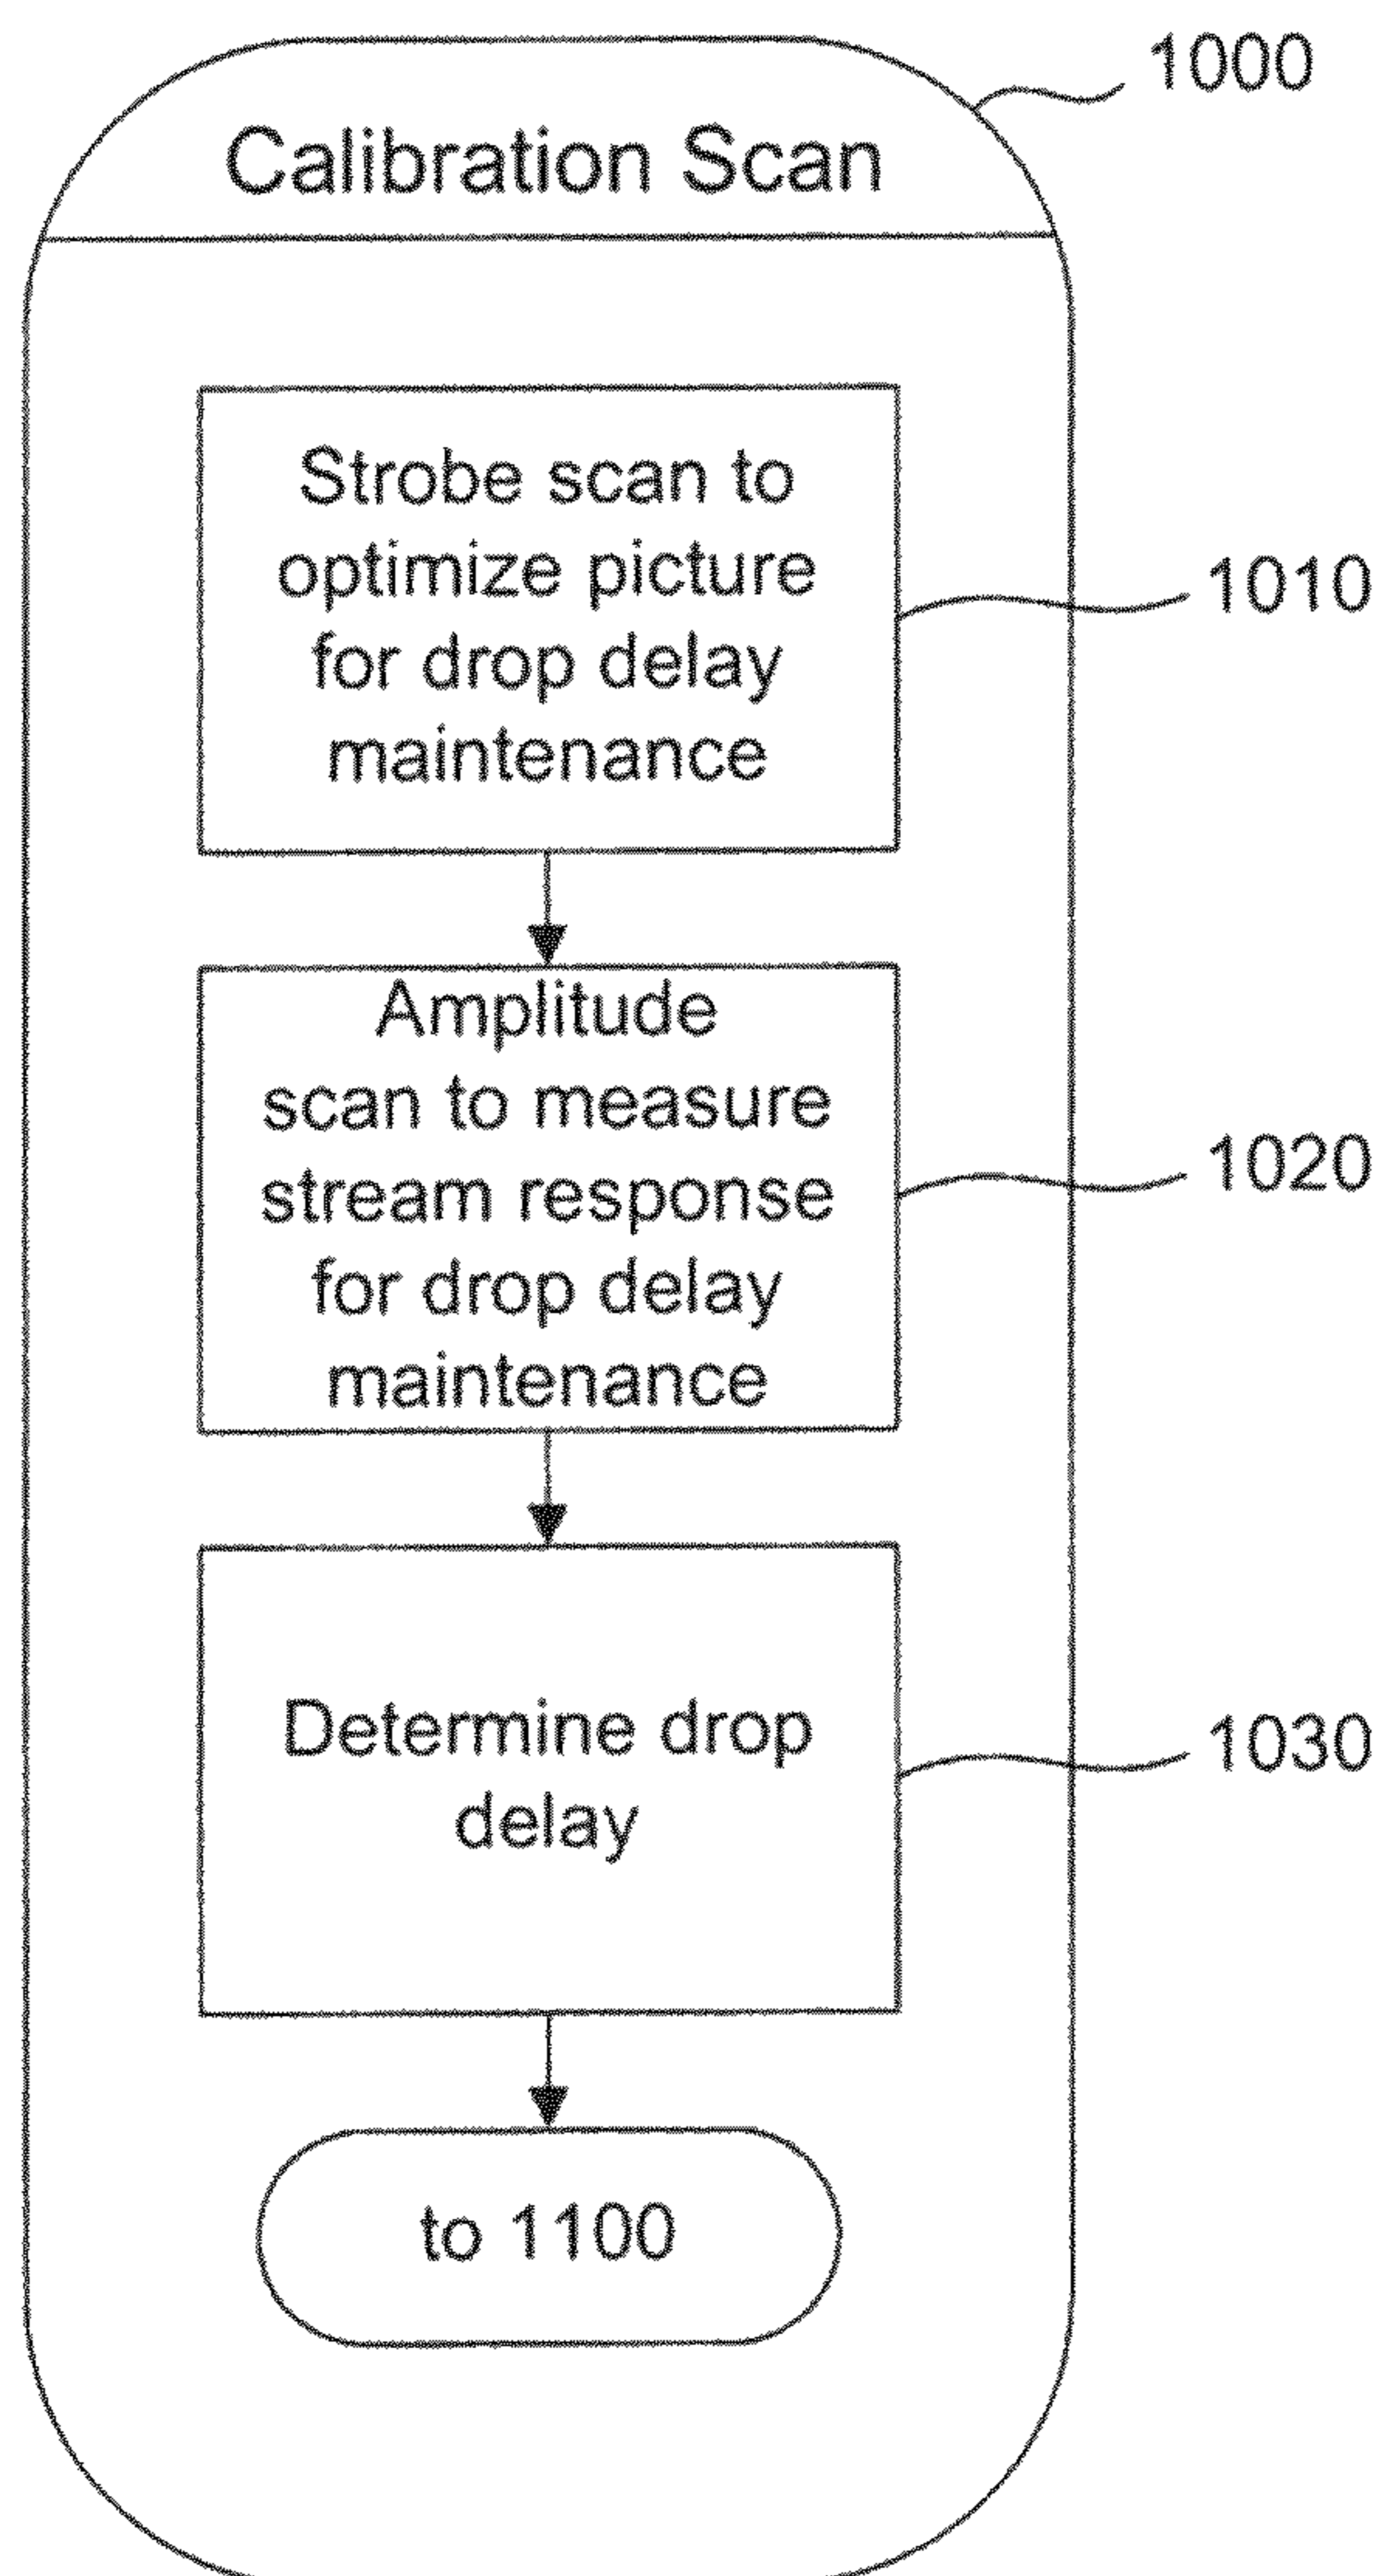 1000
Calibration Scan
Strobe scan to
optimize picture
for drop delay
maintenance
1010
Amplitude
scan to measure
stream response
for drop delay
maintenance
1020
Determine drop
delay
1030
to 1100